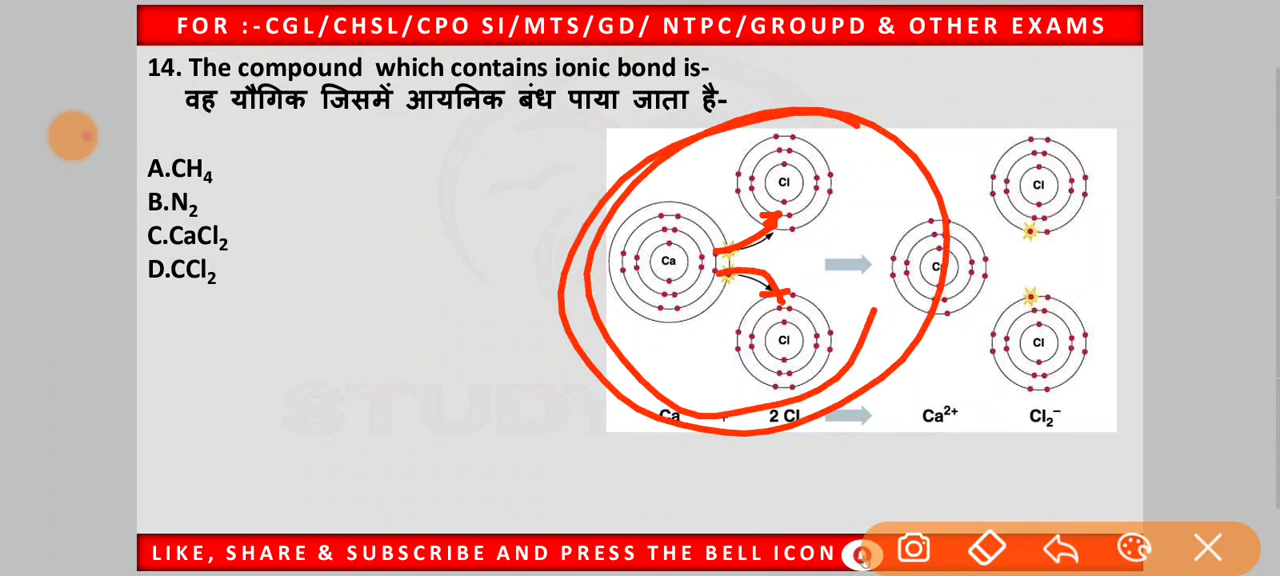 FOR :-CGL/CHSL/CPO SI/MTS/GD/ NTPC/GROUPD & OTHER EXAMS
14. The compound which contains ionic bond is-
वह यौगिक जिसमें आयनिक बंध पाया जाता है-
A.CH₄
B.N₂
C.CaCl₂
D.CCl₂
Cl
Cl
Ca
Cl
Cl
Ca + 2 Cl Ca²⁺ Cl₂⁻
STUDY
LIKE, SHARE & SUBSCRIBE AND PRESS THE BELL ICON